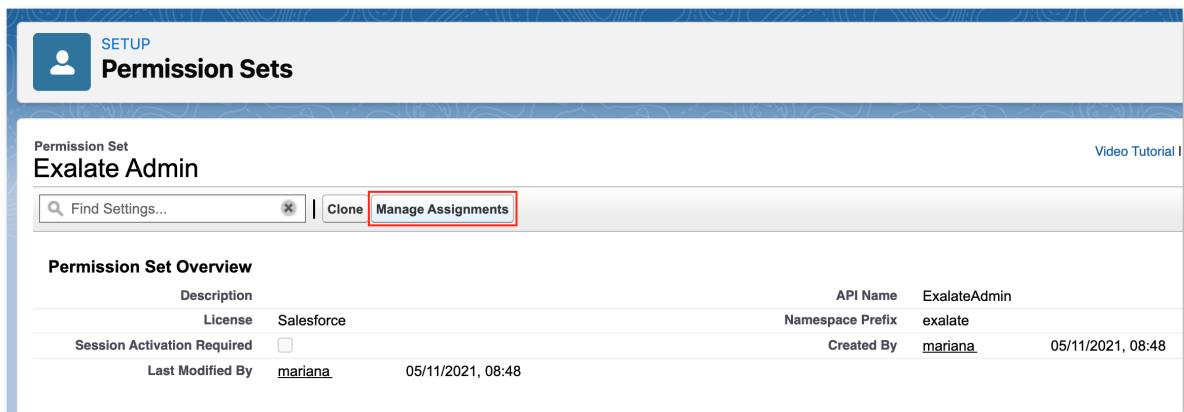 SETUP
Permission Sets
Permission Set
Exalate Admin
Video Tutorial
Find Settings...
Clone
Manage Assignments
Permission Set Overview
Description
API Name ExalateAdmin
License Salesforce
Namespace Prefix exalate
Session Activation Required
Created By mariana 05/11/2021, 08:48
Last Modified By mariana 05/11/2021, 08:48